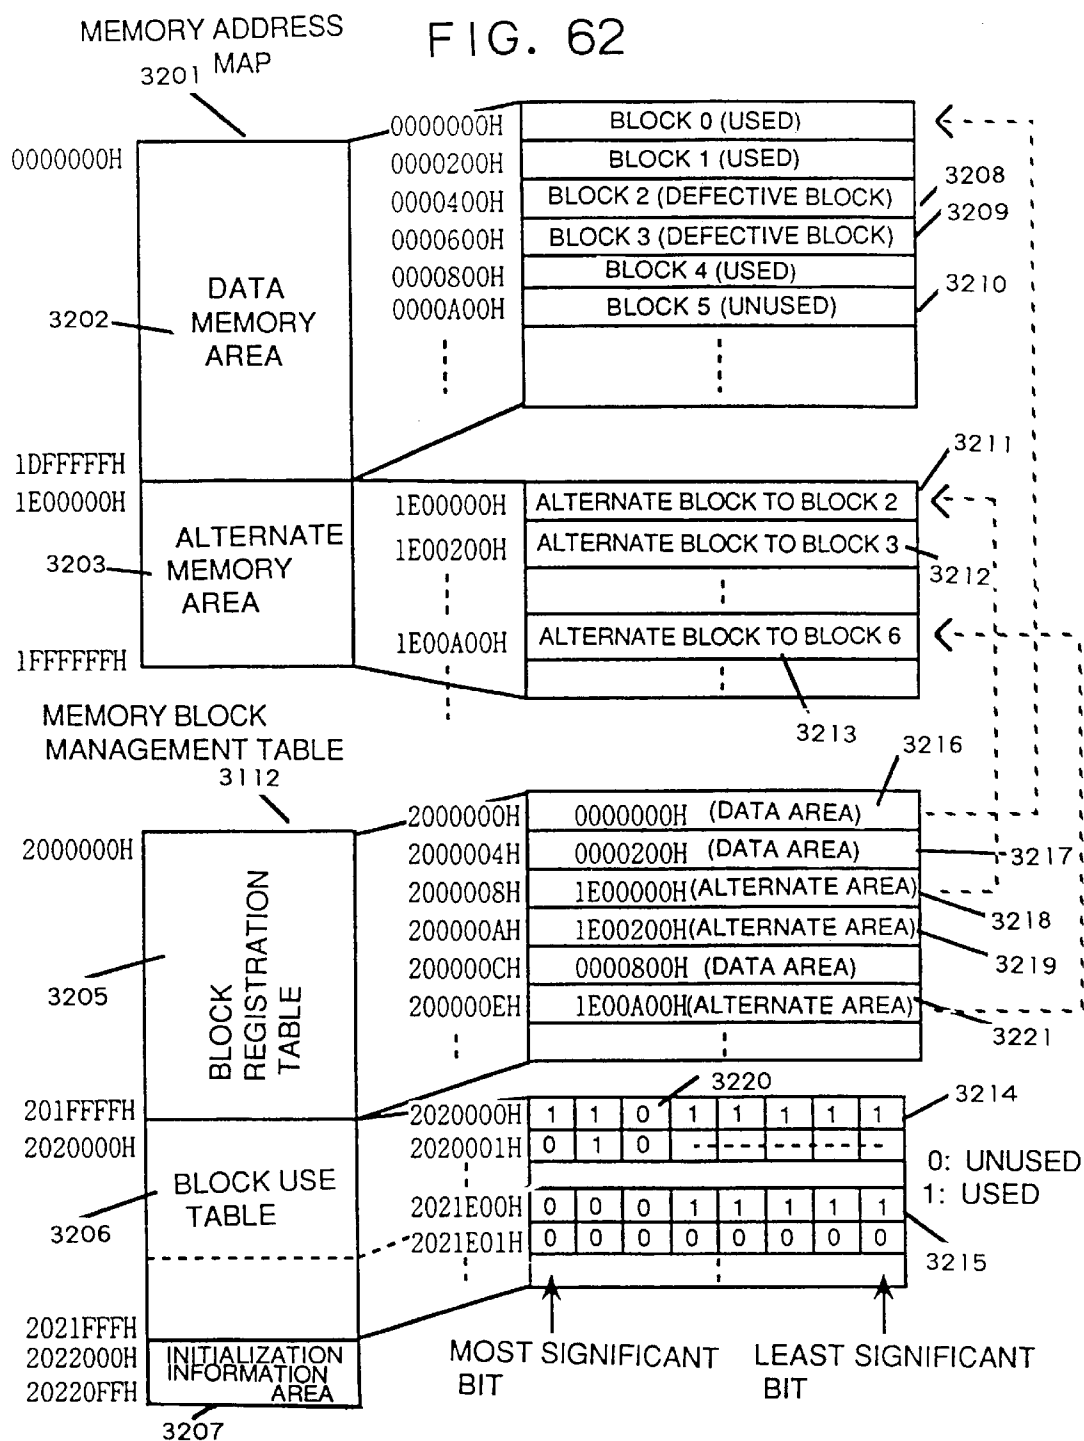 FIG. 62
MEMORY ADDRESS
MAP
3201
0000000H
DATA
MEMORY
AREA
3202
1DFFFFFH
1E00000H
ALTERNATE
MEMORY
AREA
3203
1FFFFFFH
0000000H BLOCK 0 (USED)
0000200H BLOCK 1 (USED)
0000400H BLOCK 2 (DEFECTIVE BLOCK) 3208
0000600H BLOCK 3 (DEFECTIVE BLOCK) 3209
0000800H BLOCK 4 (USED)
0000A00H BLOCK 5 (UNUSED) 3210
3211
1E00000H ALTERNATE BLOCK TO BLOCK 2
1E00200H ALTERNATE BLOCK TO BLOCK 3
3212
1E00A00H ALTERNATE BLOCK TO BLOCK 6
3213
MEMORY BLOCK
MANAGEMENT TABLE
3112
2000000H
BLOCK
REGISTRATION
TABLE
3205
201FFFFH
2020000H
BLOCK USE
TABLE
3206
2021FFFH
2022000H
INITIALIZATION
INFORMATION
AREA
20220FFH
3207
3216
2000000H 0000000H (DATA AREA)
2000004H 0000200H (DATA AREA) 3217
2000008H 1E00000H(ALTERNATE AREA) 3218
200000AH 1E00200H(ALTERNATE AREA) 3219
200000CH 0000800H (DATA AREA)
200000EH 1E00A00H(ALTERNATE AREA) 3221
3220
2020000H 1 1 0 1 1 1 1 1 3214
2020001H 0 1 0
0: UNUSED
1: USED
2021E00H 0 0 0 1 1 1 1 1
2021E01H 0 0 0 0 0 0 0 0 3215
MOST SIGNIFICANT
BIT
LEAST SIGNIFICANT
BIT